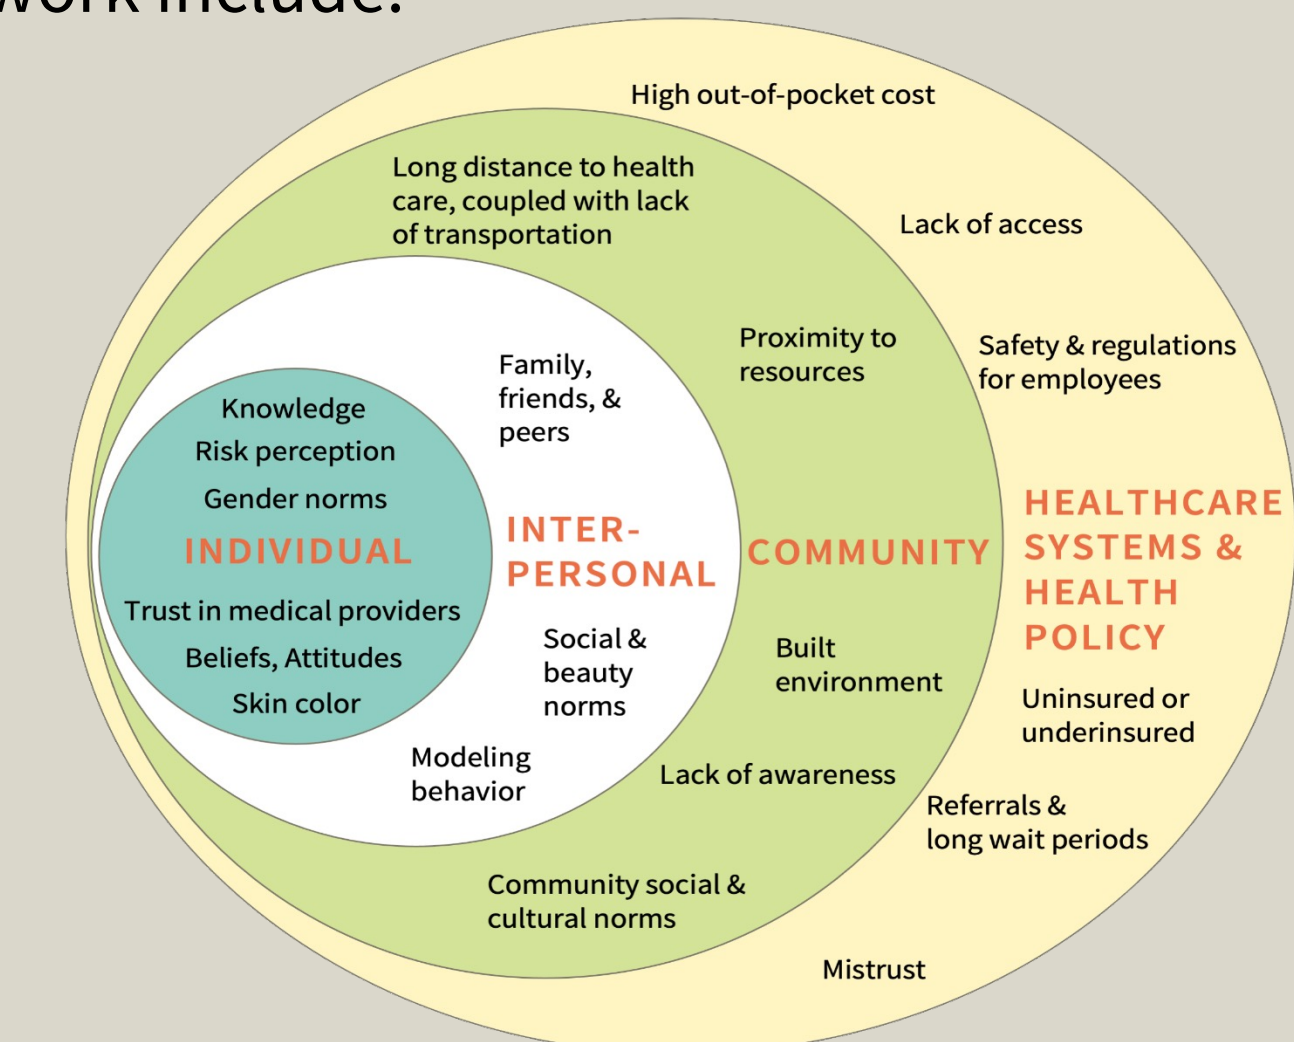 work include:
High out-of-pocket cost
Long distance to health
care, coupled with lack
of transportation
Lack of access
Proximity to
resources
Safety & regulations
for employees
Family,
friends, &
peers
Knowledge
Risk perception
Gender norms
INDIVIDUAL
Trust in medical providers
Beliefs, Attitudes
Skin color
INTER-
PERSONAL
Social &
beauty
norms
Modeling
behavior
COMMUNITY
Built
environment
Lack of awareness
Community social &
cultural norms
HEALTHCARE
SYSTEMS &
HEALTH
POLICY
Uninsured or
underinsured
Referrals &
long wait periods
Mistrust